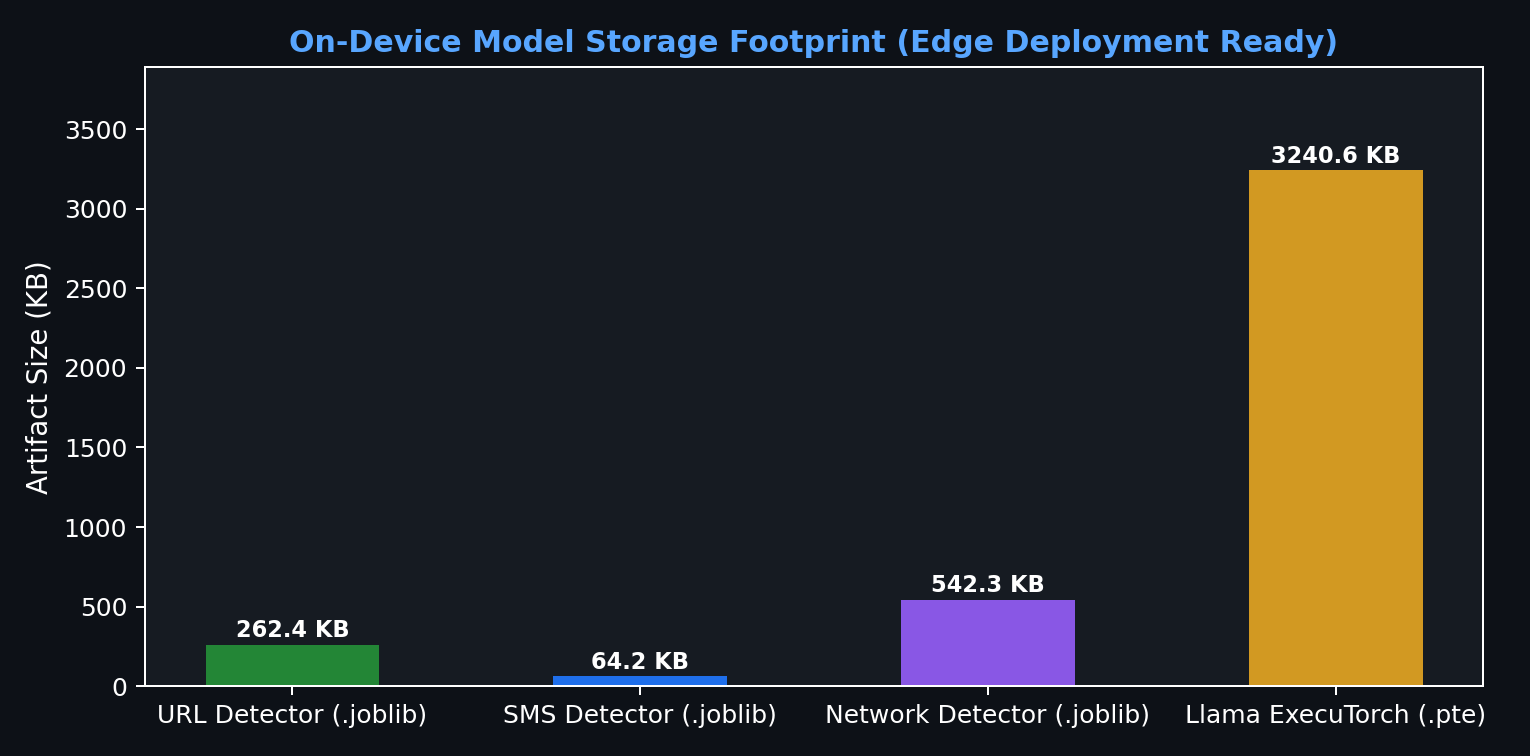 On-Device Model Storage Footprint (Edge Deployment Ready)
Artifact Size (KB)
3500
3000
2500
2000
1500
1000
500
0
262.4 KB
64.2 KB
542.3 KB
3240.6 KB
URL Detector (.joblib)
SMS Detector (.joblib)
Network Detector (.joblib)
Llama ExecuTorch (.pte)